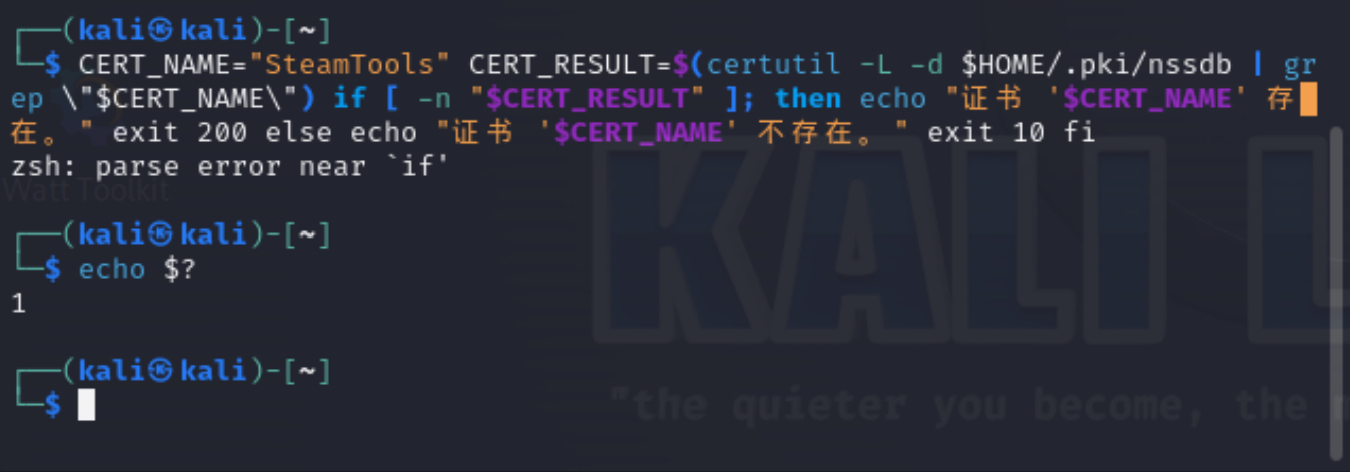 ┌──(kali㉿kali)-[~]
└─$ CERT_NAME="SteamTools" CERT_RESULT=$(certutil -L -d $HOME/.pki/nssdb | gr
ep \"$CERT_NAME\") if [ -n "$CERT_RESULT" ]; then echo "证书 '$CERT_NAME' 存
在。" exit 200 else echo "证书 '$CERT_NAME' 不存在。" exit 10 fi
zsh: parse error near `if'
Watt Toolkit
┌──(kali㉿kali)-[~]
└─$ echo $?
1
KALI L
┌──(kali㉿kali)-[~]
└─$
"the quieter you become, the